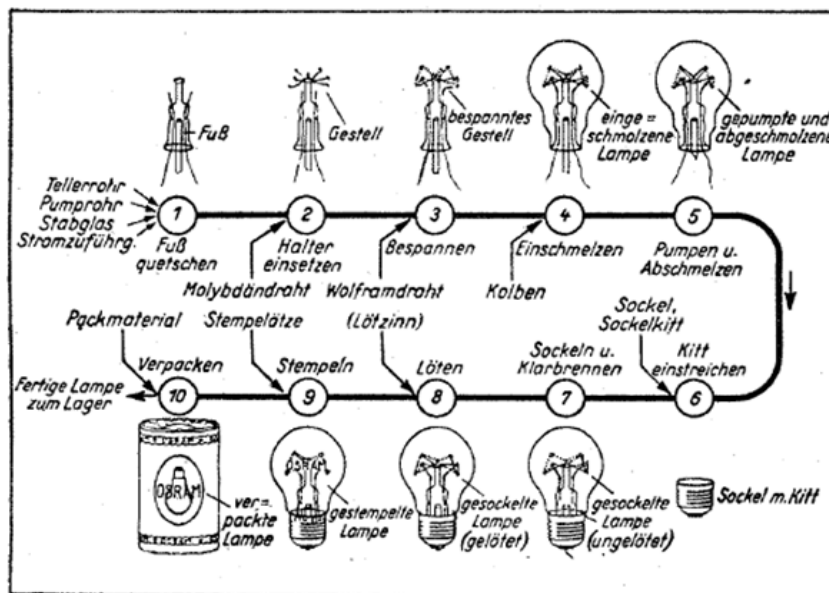 Fuß
Gestell
bespanntes
Gestell
einge=
schmolzene
Lampe
gepumpte und
abgeschmolzene
Lampe
Tellerrohr
Pumprohr
Stabglas
Stromzuführg.
1
2
3
4
5
Fuß
quetschen
Halter
einsetzen
Bespannen
Einschmelzen
Pumpen u.
Abschmelzen
Molybdändraht
Wolframdraht
(Lötzinn)
Kolben
Packmaterial
Stempelätze
Sockel,
Sockelkitt
Verpacken
Stempeln
Löten
Sockeln u.
Klarbrennen
Kitt
einstreichen
Fertige Lampe
zum Lager
10
9
8
7
6
OSRAM
ver=
packte
Lampe
OSRAM
gestempelte
Lampe
gesockelte
Lampe
(gelötet)
gesockelte
Lampe
(ungelötet)
Sockel m. Kitt